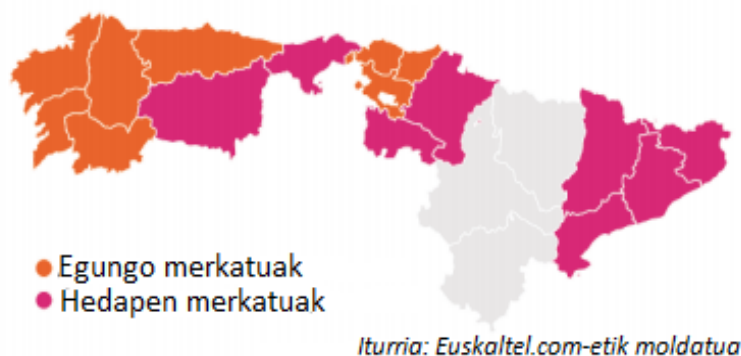 Egungo merkatuak
Hedapen merkatuak
Iturria: Euskaltel.com-etik moldatua